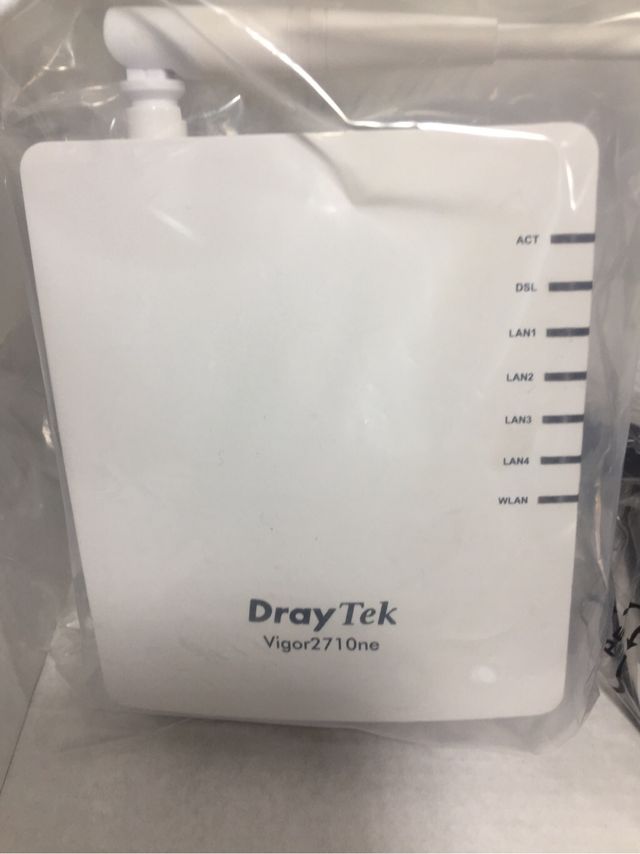 ACT
DSL
LAN1
LAN2
LAN3
LAN4
WLAN
DrayTek
Vigor2710ne